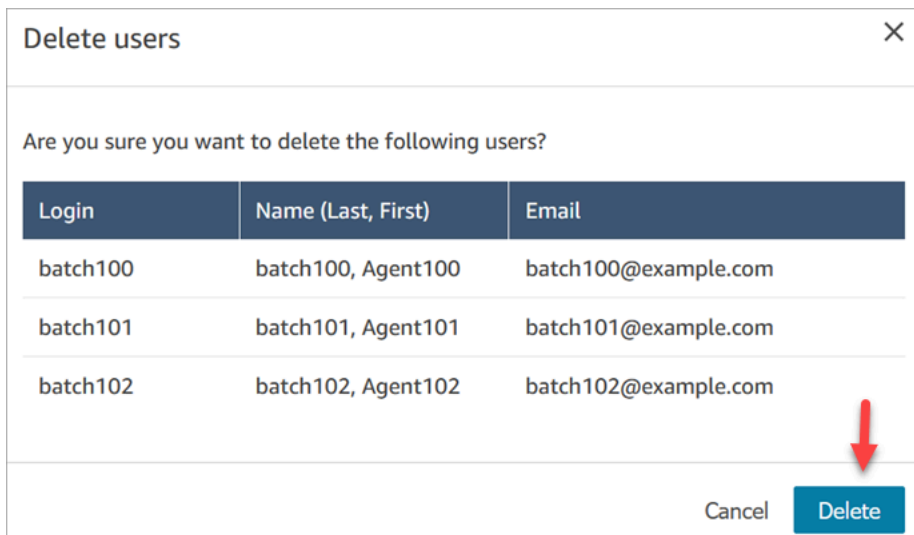 Delete users
Are you sure you want to delete the following users?
Login Name (Last, First) Email
batch100 batch100, Agent100 batch100@example.com
batch101 batch101, Agent101 batch101@example.com
batch102 batch102, Agent102 batch102@example.com
Cancel Delete